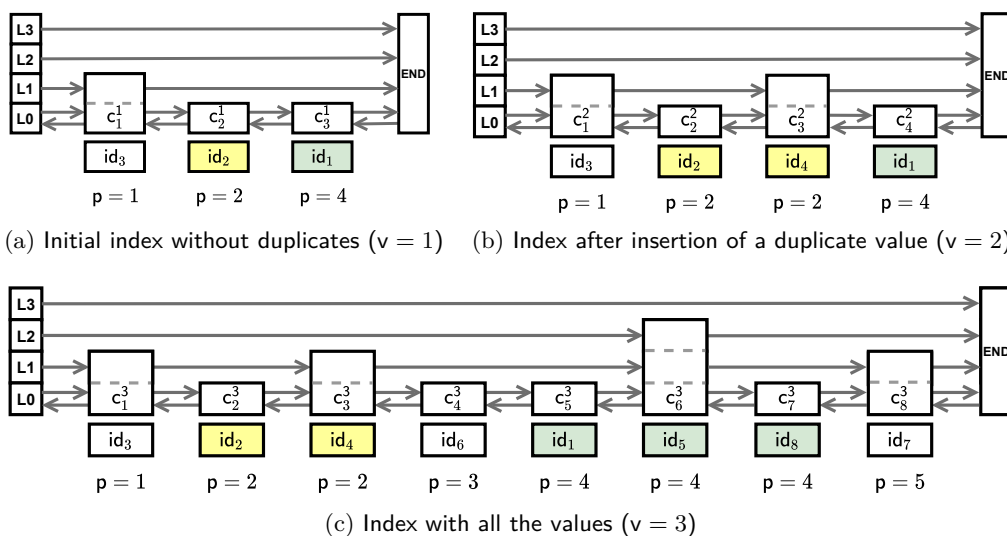 L3
L2
L1
L0
END
c₁¹ c₂¹ c₃¹
id₃ id₂ id₁
p = 1 p = 2 p = 4
(a) Initial index without duplicates (v = 1)
L3
L2
L1
L0
END
c₁² c₂² c₃² c₄²
id₃ id₂ id₄ id₁
p = 1 p = 2 p = 2 p = 4
(b) Index after insertion of a duplicate value (v = 2)
L3
L2
L1
L0
END
c₁³ c₂³ c₃³ c₄³ c₅³ c₆³ c₇³ c₈³
id₃ id₂ id₄ id₆ id₁ id₅ id₈ id₇
p = 1 p = 2 p = 2 p = 3 p = 4 p = 4 p = 4 p = 5
(c) Index with all the values (v = 3)